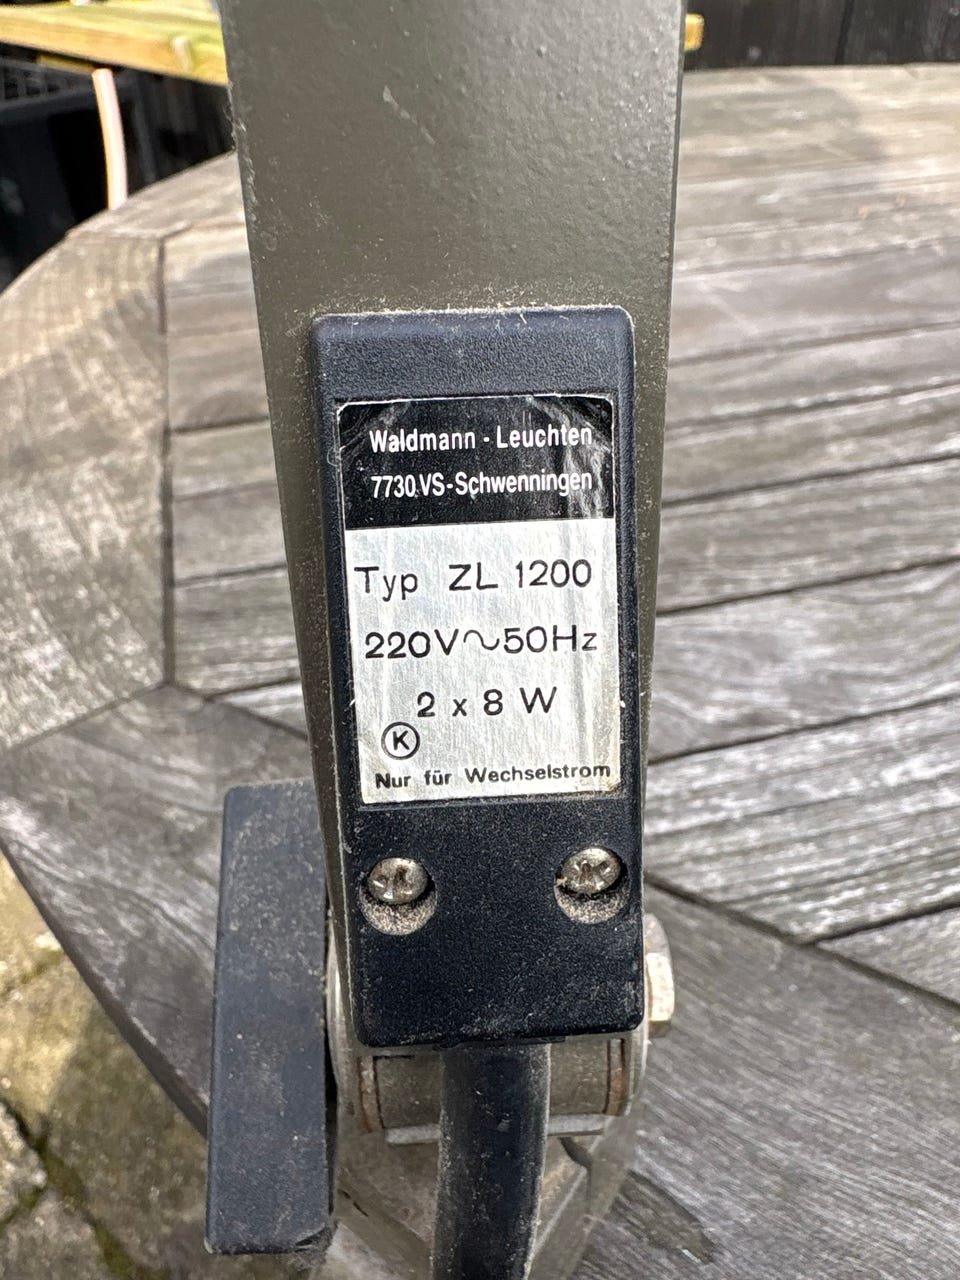 Waldmann - Leuchten
7730 VS-Schwenningen
Typ ZL 1200
220V~50Hz
2 x 8 W
K
Nur für Wechselstrom